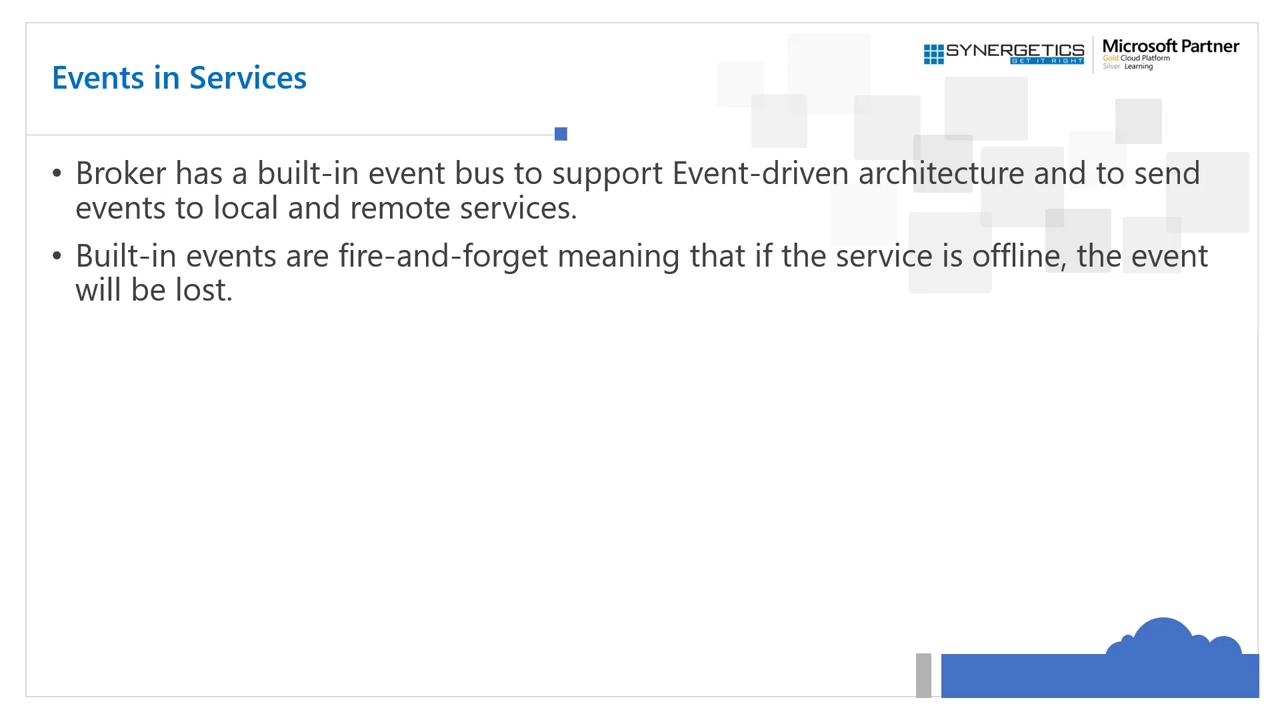 SYNERGETICS
GET IT RIGHT
Microsoft Partner
Gold Cloud Platform
Silver Learning
Events in Services
• Broker has a built-in event bus to support Event-driven architecture and to send
events to local and remote services.
• Built-in events are fire-and-forget meaning that if the service is offline, the event
will be lost.